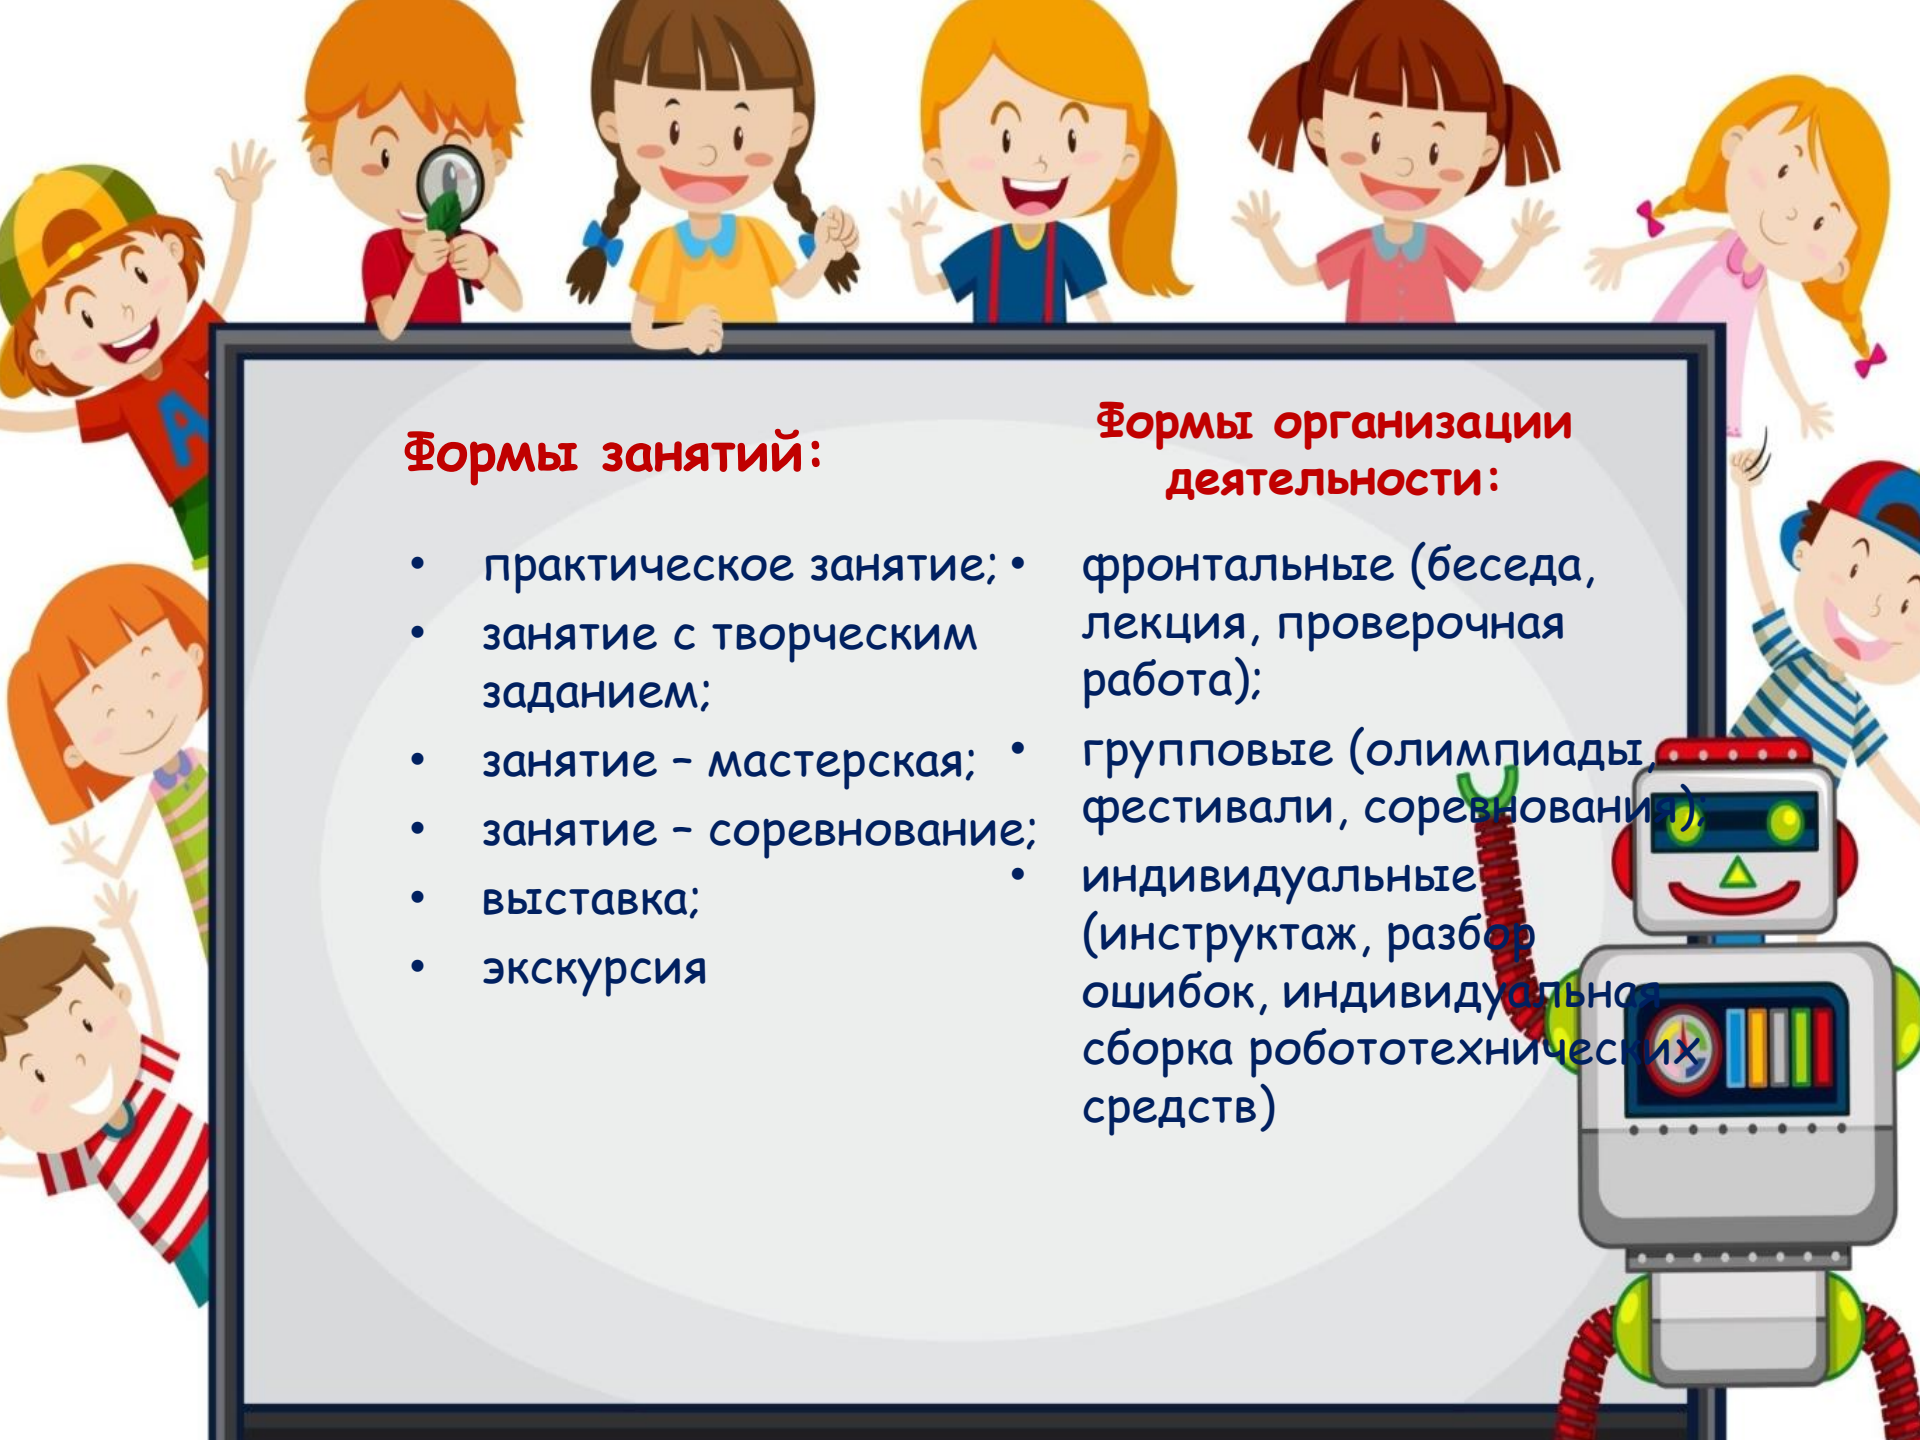 Формы занятий:
• практическое занятие;
• занятие с творческим
заданием;
• занятие – мастерская;
• занятие – соревнование;
• выставка;
• экскурсия
Формы организации
деятельности:
• фронтальные (беседа,
лекция, проверочная
работа);
• групповые (олимпиады,
фестивали, соревнования);
• индивидуальные
(инструктаж, разбор
ошибок, индивидуальная
сборка робототехнических
средств)
A